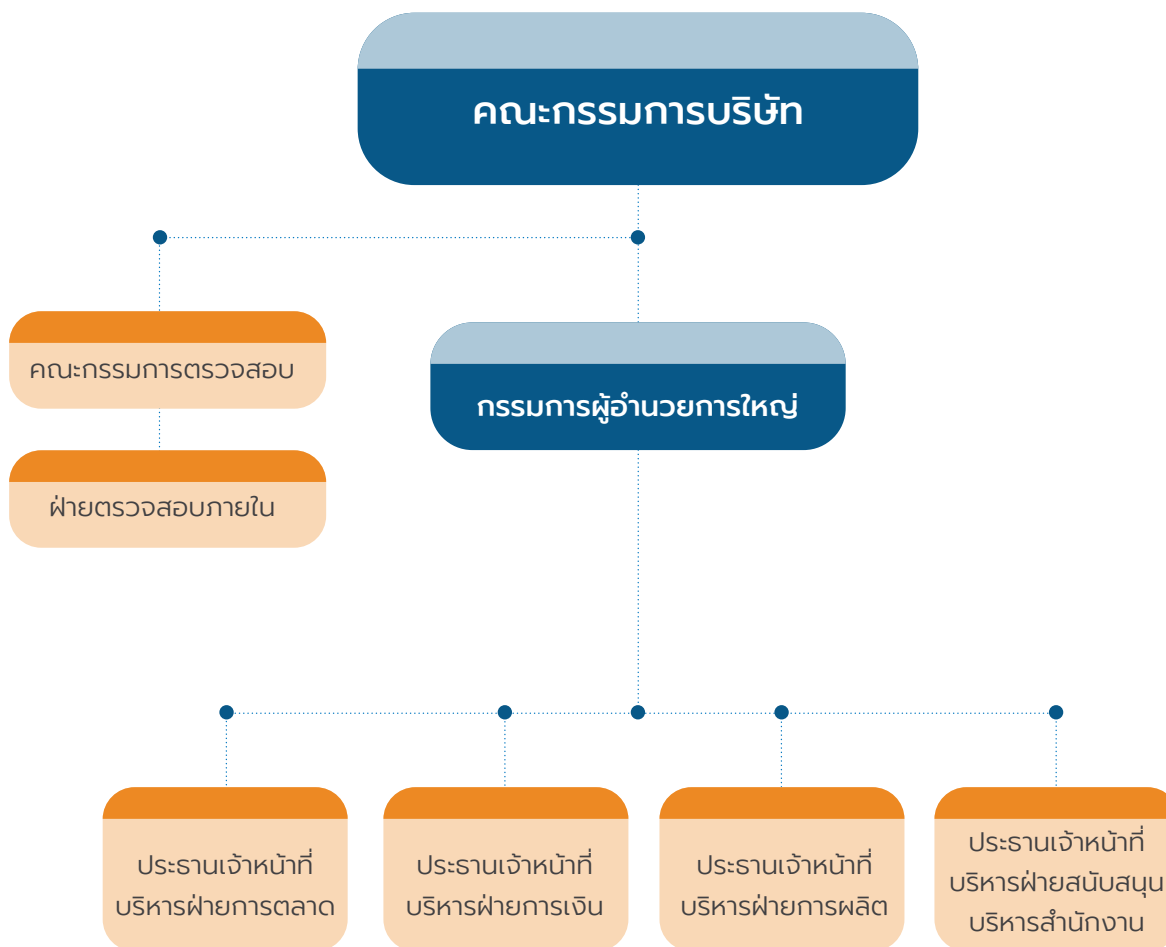 คณะกรรมการบริษัท
คณะกรรมการตรวจสอบ
กรรมการผู้อำนวยการใหญ่
ฝ่ายตรวจสอบภายใน
ประธานเจ้าหน้าที่
บริหารฝ่ายการตลาด
ประธานเจ้าหน้าที่
บริหารฝ่ายการเงิน
ประธานเจ้าหน้าที่
บริหารฝ่ายการผลิต
ประธานเจ้าหน้าที่
บริหารฝ่ายสนับสนุน
บริหารสำนักงาน